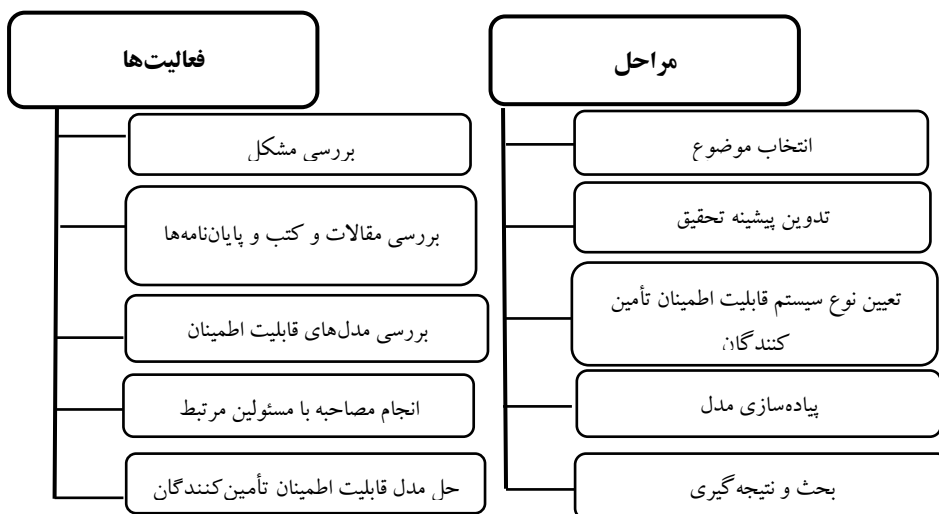 مراحل
انتخاب موضوع
تدوین پیشینه تحقیق
تعیین نوع سیستم قابلیت اطمینان تأمین
کنندگان
پیاده‌سازی مدل
بحث و نتیجه‌گیری
فعالیت‌ها
بررسی مشکل
بررسی مقالات و کتب و پایان‌نامه‌ها
بررسی مدل‌های قابلیت اطمینان
انجام مصاحبه با مسئولین مرتبط
حل مدل قابلیت اطمینان تأمین‌کنندگان